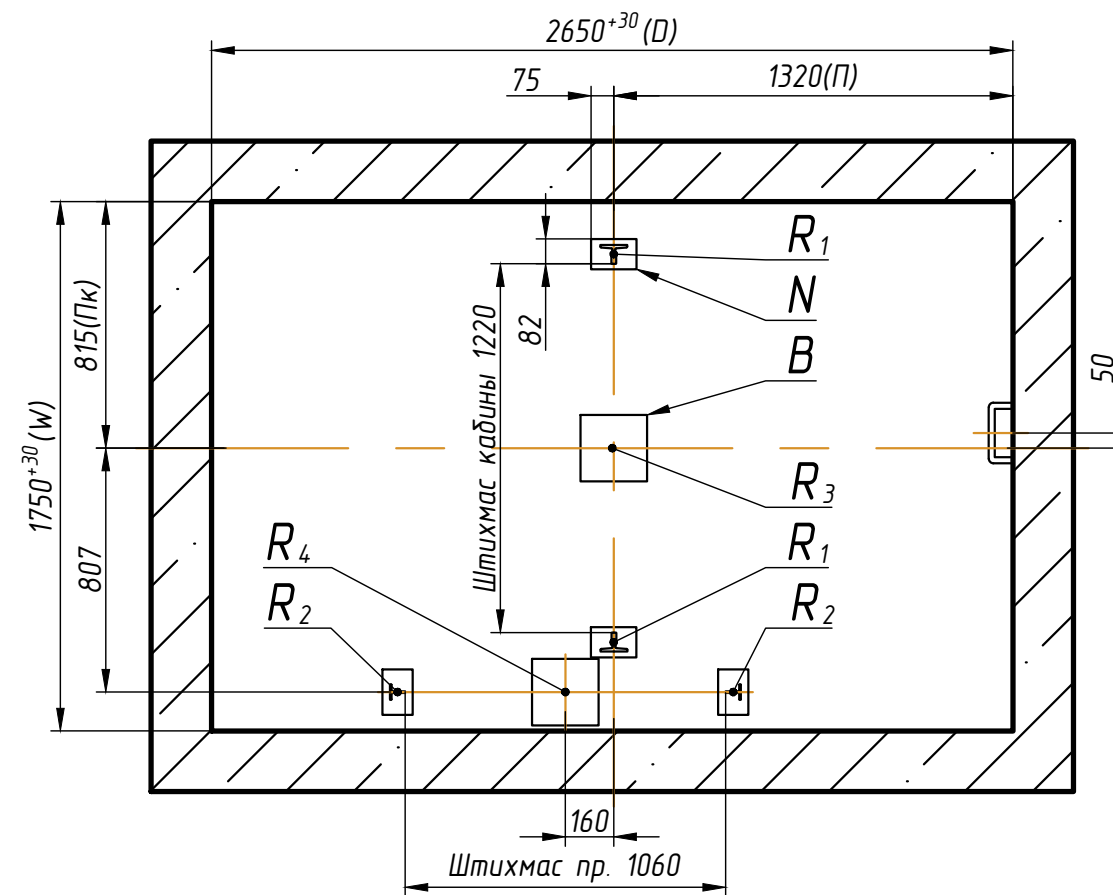 2650+30 (D)
75
1320(П)
R1
N
82
815(Пк)
Штихмас кабины 1220
B
50
1750+30 (W)
R3
R4
R1
807
R2
R2
160
Штихмас пр. 1060